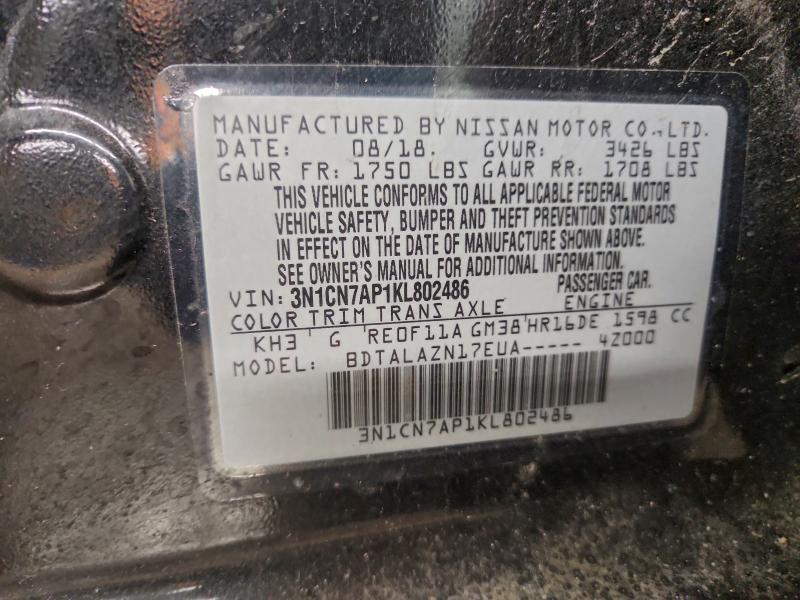 MANUFACTURED BY NISSAN MOTOR CO.,LTD.
DATE: 08/18. GVWR: 3426 LBS
GAWR FR: 1750 LBS GAWR RR: 1708 LBS
THIS VEHICLE CONFORMS TO ALL APPLICABLE FEDERAL MOTOR
VEHICLE SAFETY, BUMPER AND THEFT PREVENTION STANDARDS
IN EFFECT ON THE DATE OF MANUFACTURE SHOWN ABOVE.
SEE OWNER'S MANUAL FOR ADDITIONAL INFORMATION.
VIN: 3N1CN7AP1KL802486 PASSENGER CAR.
COLOR TRIM TRANS AXLE ENGINE
KH3 G RE0F11A GM38 HR16DE 1598 CC
MODEL: BDTALAZN17EUA----- 4Z000
3N1CN7AP1KL802486